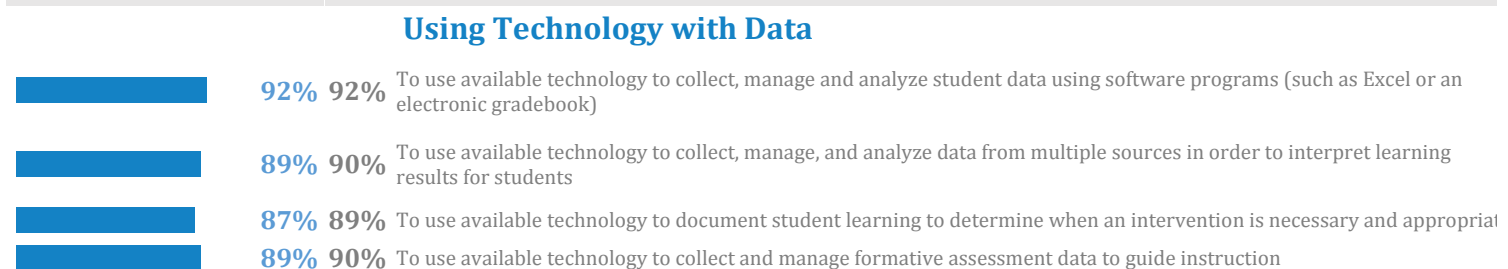 Using Technology with Data
92% 92% To use available technology to collect, manage and analyze student data using software programs (such as Excel or an
electronic gradebook)
89% 90% To use available technology to collect, manage, and analyze data from multiple sources in order to interpret learning
results for students
87% 89% To use available technology to document student learning to determine when an intervention is necessary and appropriat
89% 90% To use available technology to collect and manage formative assessment data to guide instruction